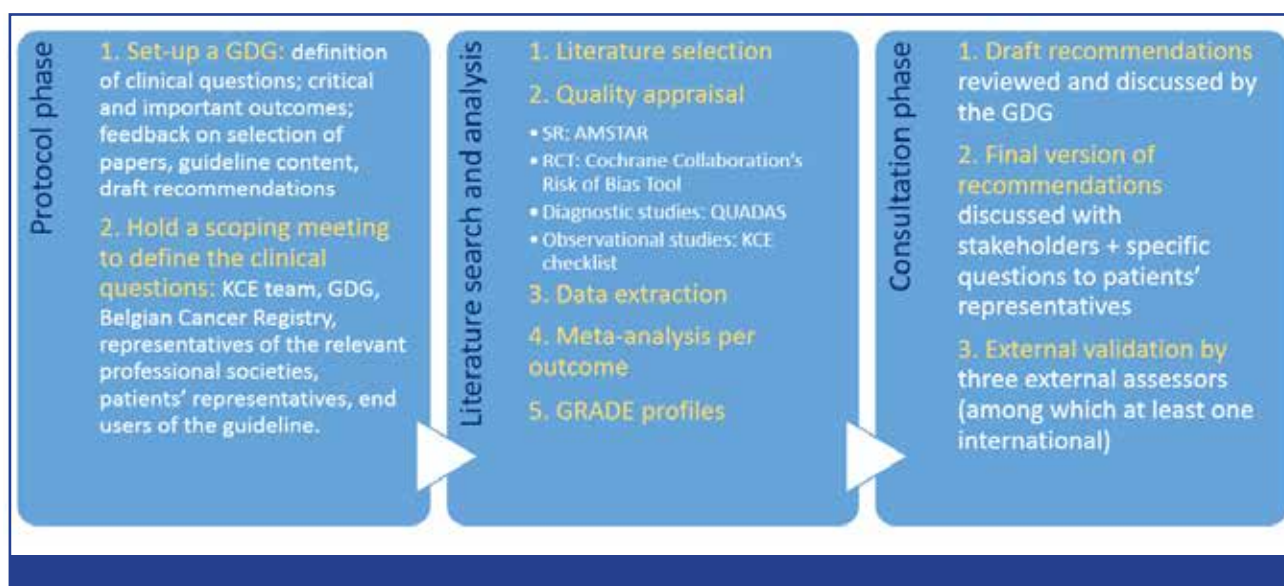 Protocol phase
1. Set-up a GDG: definition
of clinical questions; critical
and important outcomes;
feedback on selection of
papers, guideline content,
draft recommendations
2. Hold a scoping meeting
to define the clinical
questions: KCE team, GDG,
Belgian Cancer Registry,
representatives of the relevant
professional societies,
patients' representatives, end
users of the guideline.
Literature search and analysis
1. Literature selection
2. Quality appraisal
• SR: AMSTAR
• RCT: Cochrane Collaboration's
Risk of Bias Tool
• Diagnostic studies: QUADAS
• Observational studies: KCE
checklist
3. Data extraction
4. Meta-analysis per
outcome
5. GRADE profiles
Consultation phase
1. Draft recommendations
reviewed and discussed by
the GDG
2. Final version of
recommendations
discussed with
stakeholders + specific
questions to patients'
representatives
3. External validation by
three external assessors
(among which at least one
international)